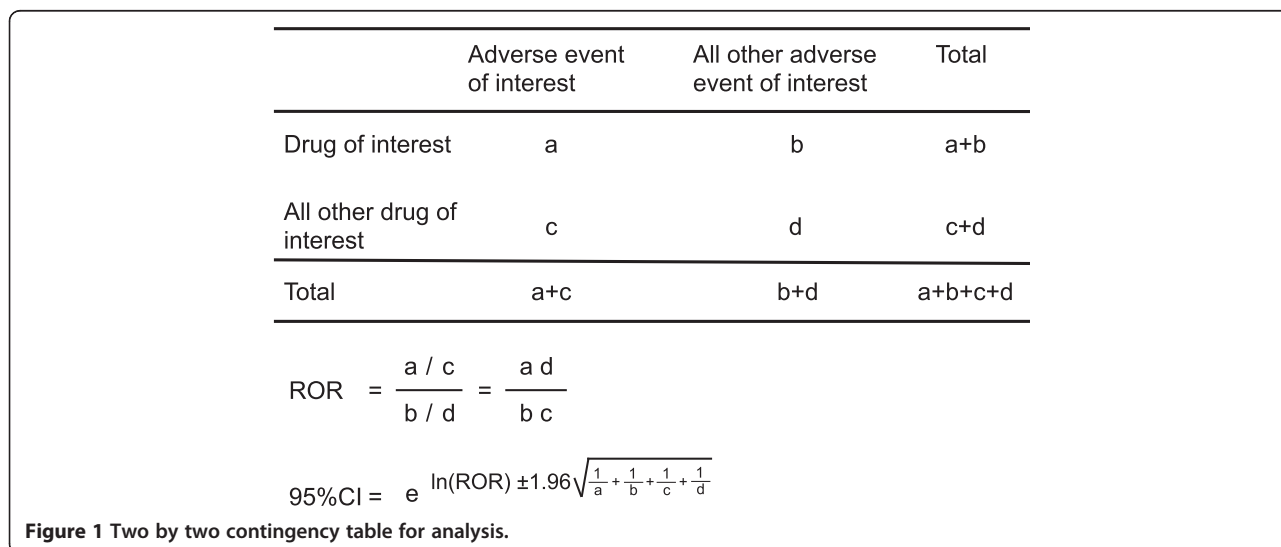 Adverse event of interest All other adverse event of interest Total
Drug of interest a b a+b
All other drug of interest c d c+d
Total a+c b+d a+b+c+d
ROR = a / c = a d
b / d b c
95%CI = e ln(ROR) ±1.96√1/a + 1/b + 1/c + 1/d
Figure 1 Two by two contingency table for analysis.